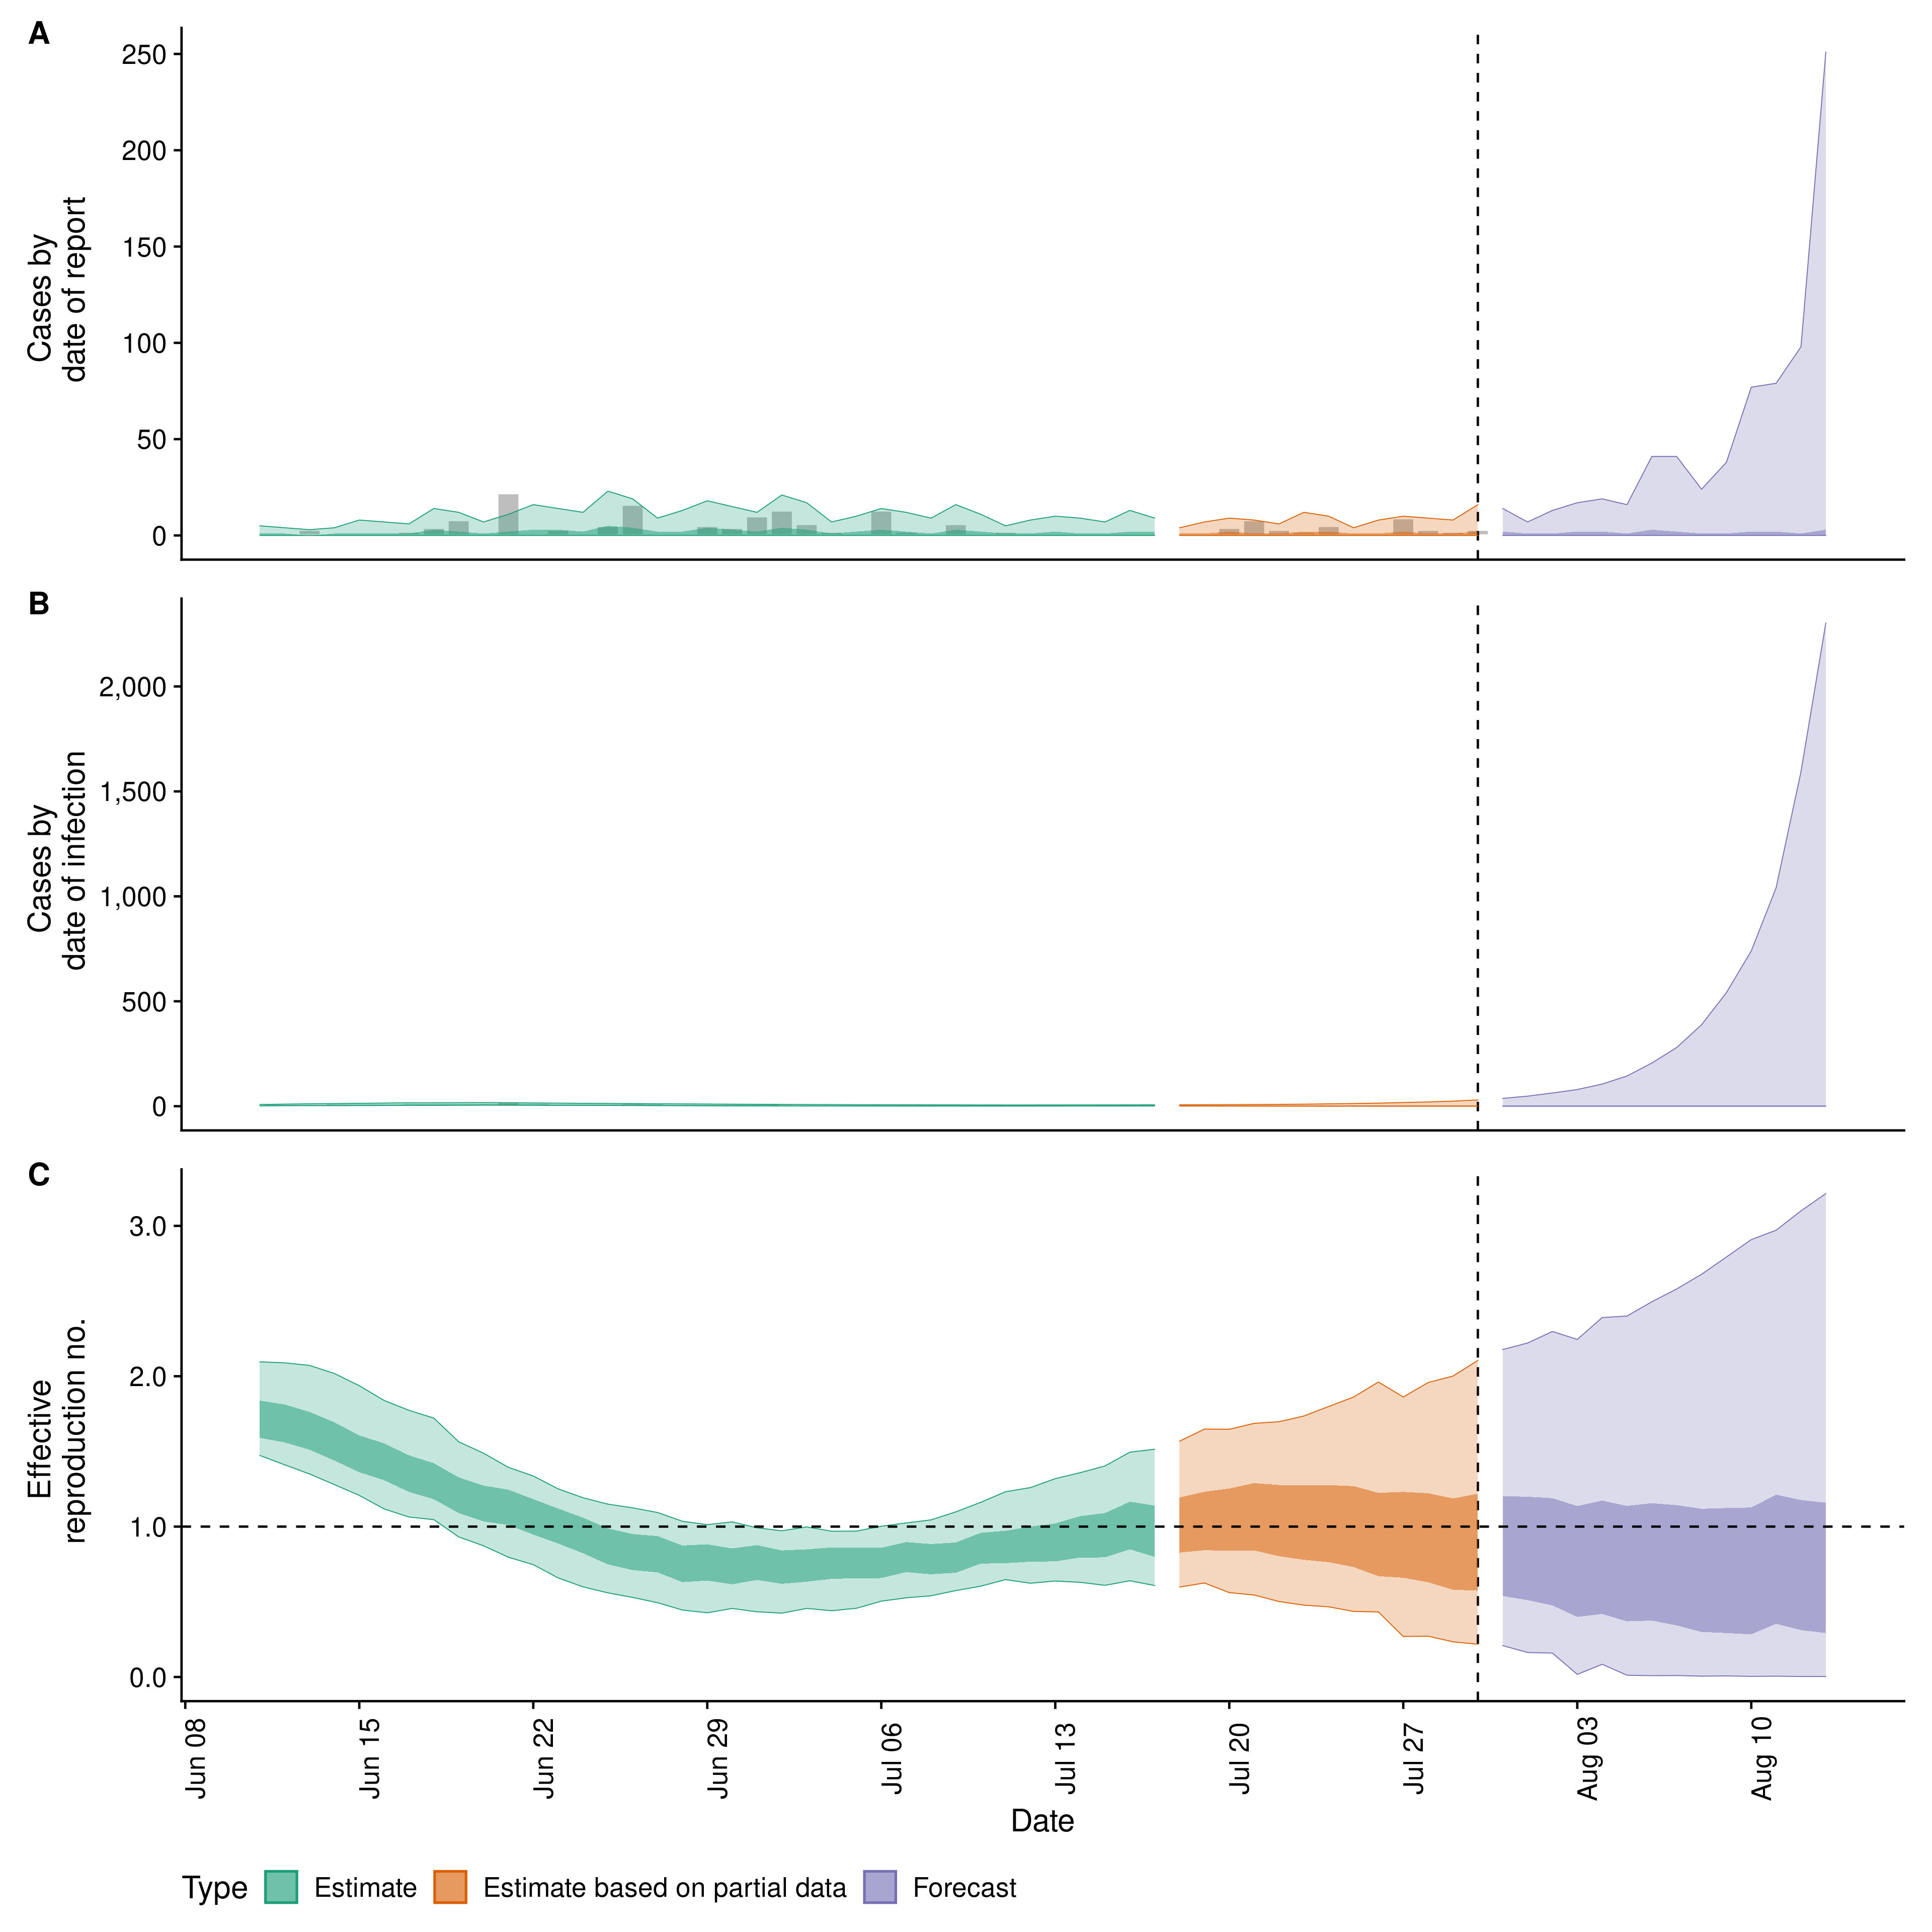 A
250
200
150
100
50
0
Cases by
date of report
B
2,000
1,500
1,000
500
0
Cases by
date of infection
C
3.0
2.0
1.0
0.0
Effective
reproduction no.
Jun 08
Jun 15
Jun 22
Jun 29
Jul 06
Jul 13
Jul 20
Jul 27
Aug 03
Aug 10
Date
Type Estimate Estimate based on partial data Forecast